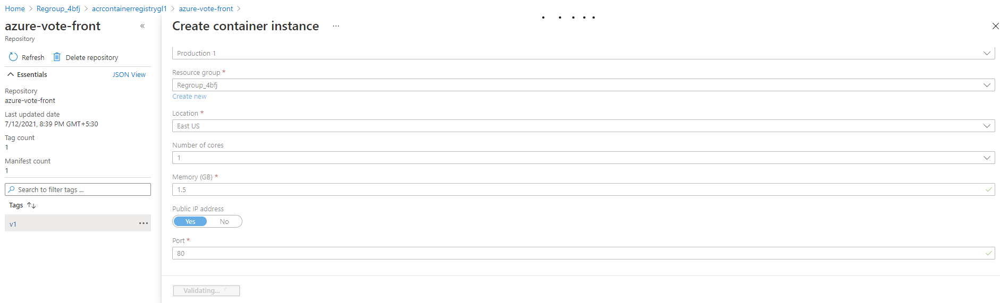 Home > Regroup_4bfj > acrcontainerregistrygl1 > azure-vote-front >
azure-vote-front «
Repository
Refresh Delete repository
Essentials JSON View
Repository
azure-vote-front
Last updated date
7/12/2021, 8:39 PM GMT+5:30
Tag count
1
Manifest count
1
Search to filter tags ...
Tags ↑↓
v1 ...
Create container instance ...
Production 1
Resource group *
Regroup_4bfj
Create new
Location *
East US
Number of cores
1
Memory (GB) *
1.5
Public IP address
Yes No
Port *
80
Validating...